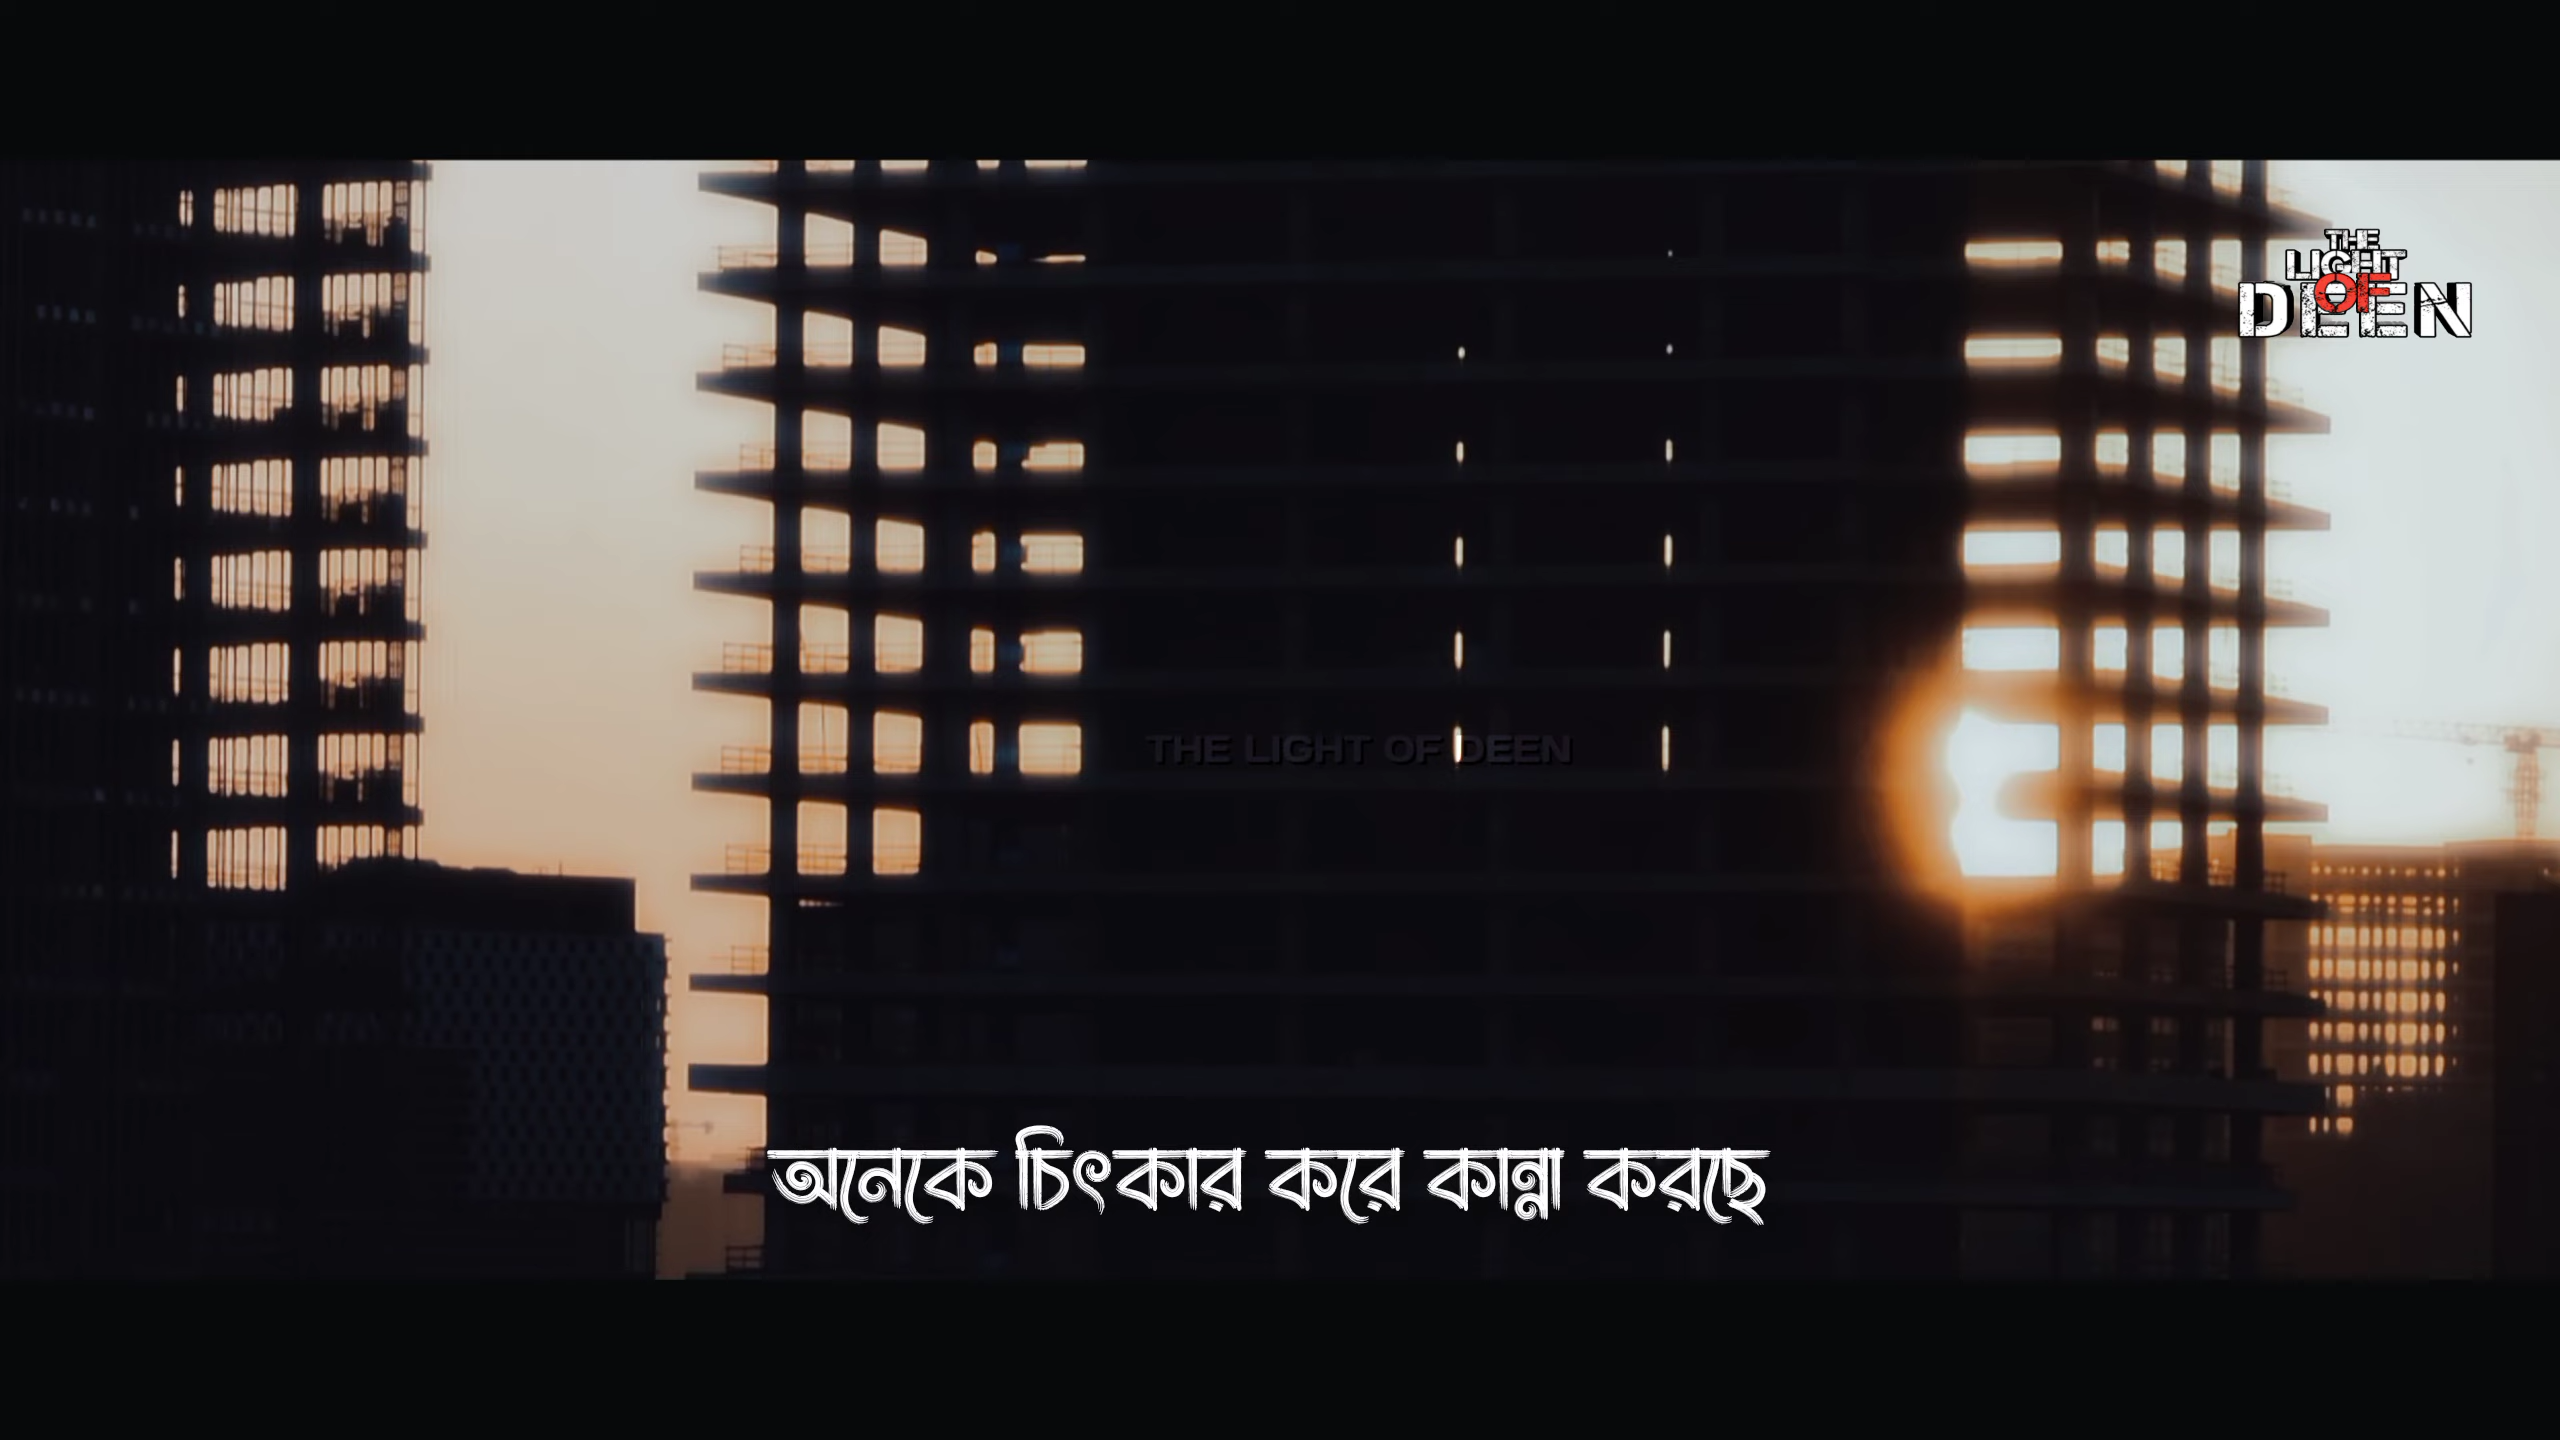 THE
LIGHT
OF
DEEN
THE LIGHT OF DEEN
অনেকে চিৎকার করে কান্না করছে